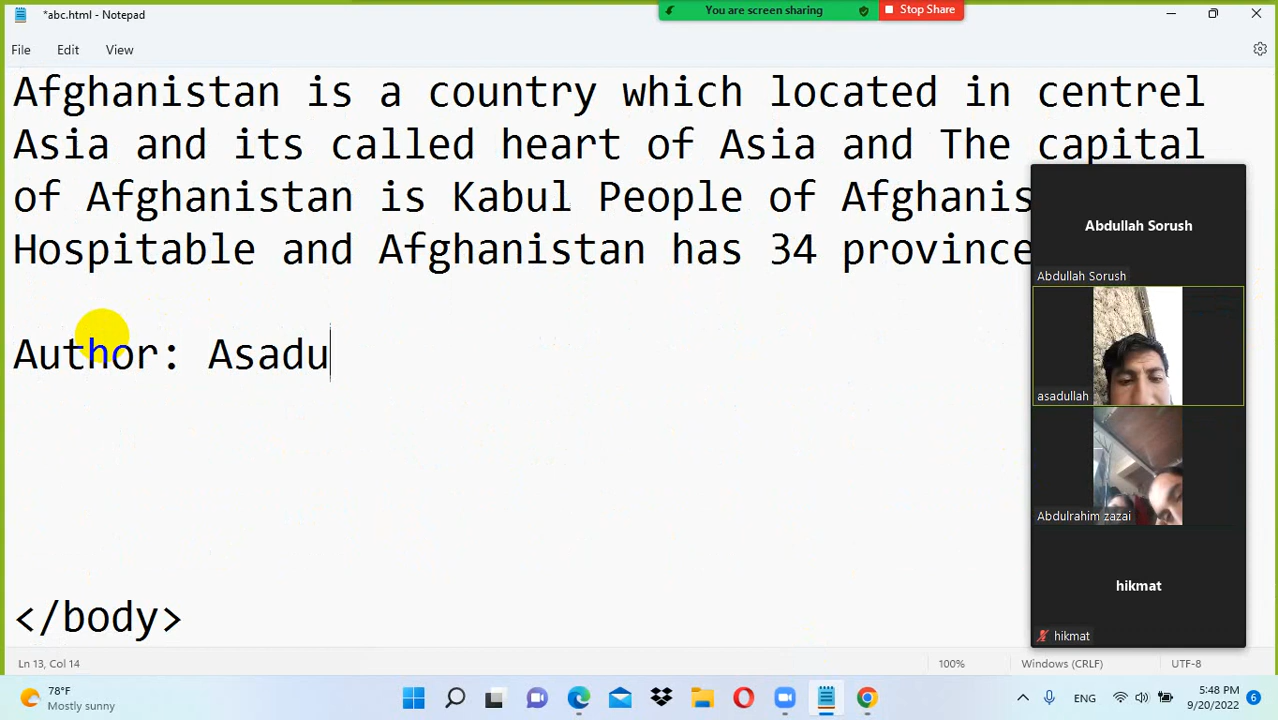 *abc.html - Notepad
You are screen sharing
Stop Share
File Edit View
Afghanistan is a country which located in centrel
Asia and its called heart of Asia and The capital
of Afghanistan is Kabul People of Afghanis
Hospitable and Afghanistan has 34 province
Author: Asadu
</body>
Abdullah Sorush
Abdullah Sorush
asadullah
Abdulrahim zazai
hikmat
hikmat
Ln 13, Col 14 100% Windows (CRLF) UTF-8
78°F
Mostly sunny
ENG
5:48 PM
9/20/2022
6